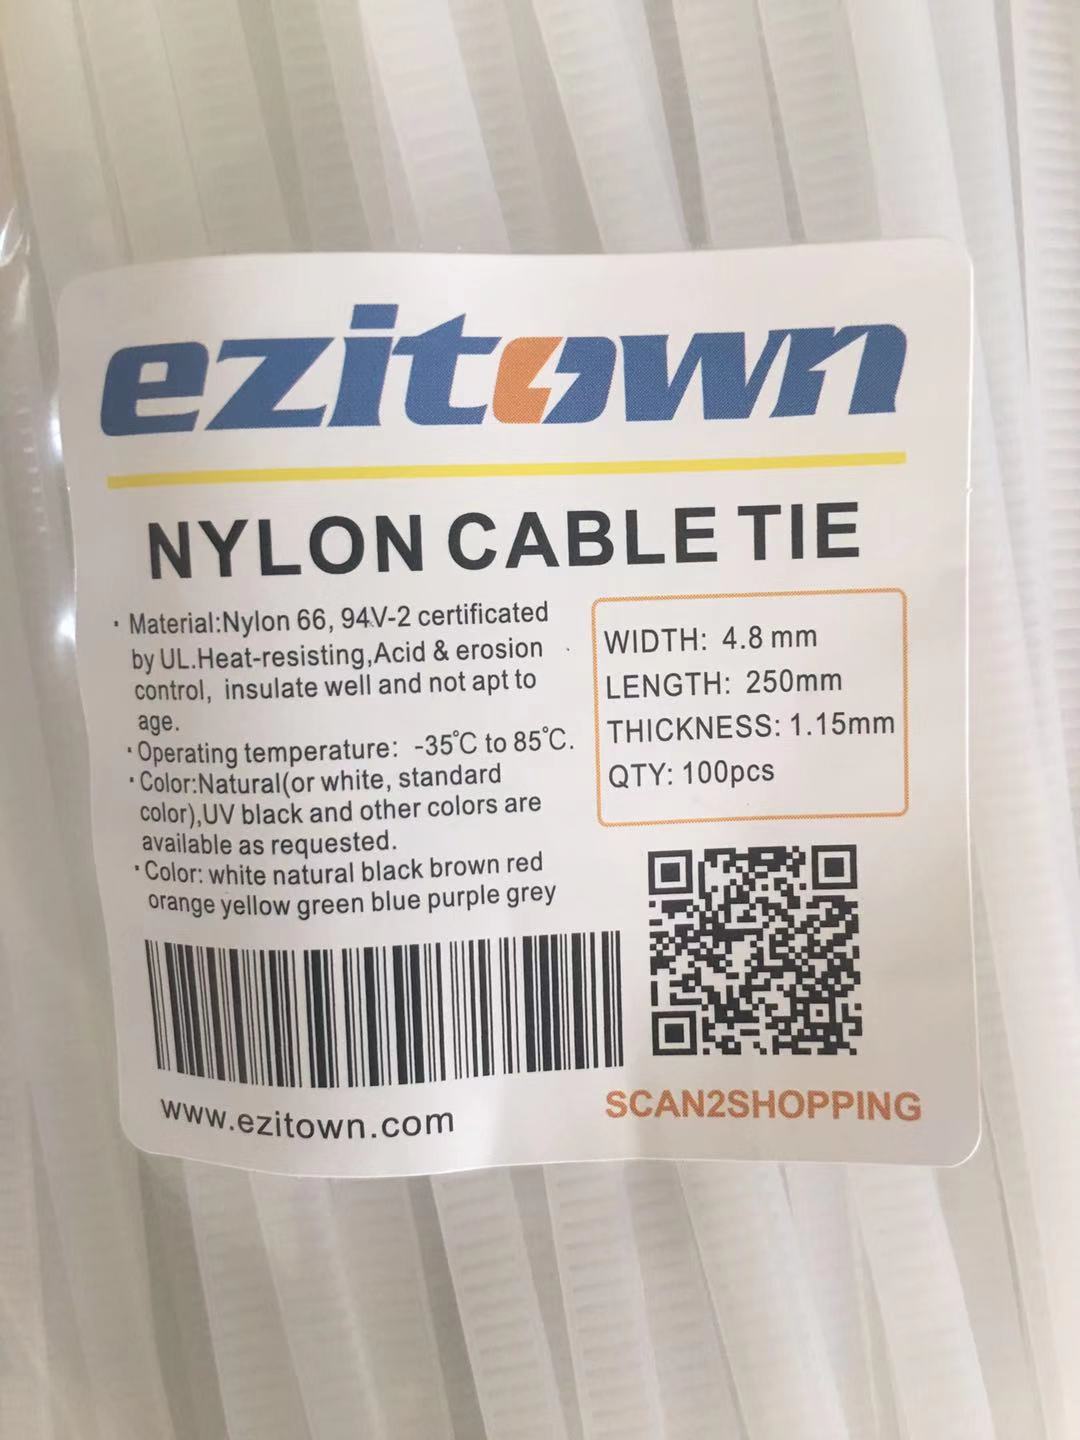 ezitown
NYLON CABLE TIE
· Material:Nylon 66, 94V-2 certificated
by UL.Heat-resisting,Acid & erosion
control, insulate well and not apt to
age.
· Operating temperature: -35℃ to 85℃.
· Color:Natural(or white, standard
color),UV black and other colors are
available as requested.
· Color: white natural black brown red
orange yellow green blue purple grey
WIDTH: 4.8 mm
LENGTH: 250mm
THICKNESS: 1.15mm
QTY: 100pcs
www.ezitown.com
SCAN2SHOPPING